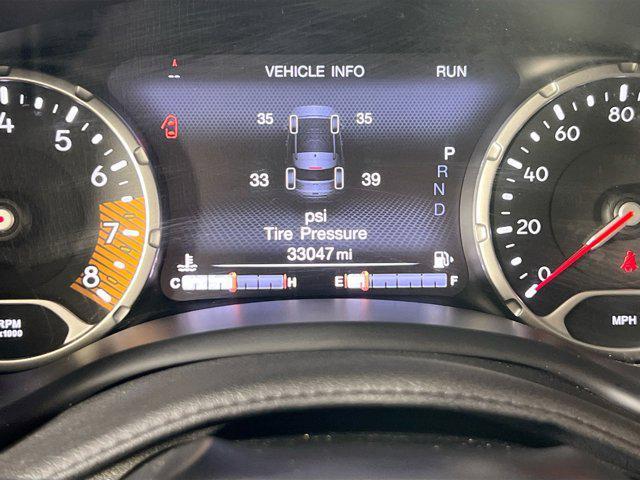 VEHICLE INFO RUN
35 35
33 39
P
R
N
D
psi
Tire Pressure
33047 mi
C H E F
4 5 6 7 8
RPM
x1000
0 20 40 60 80
MPH